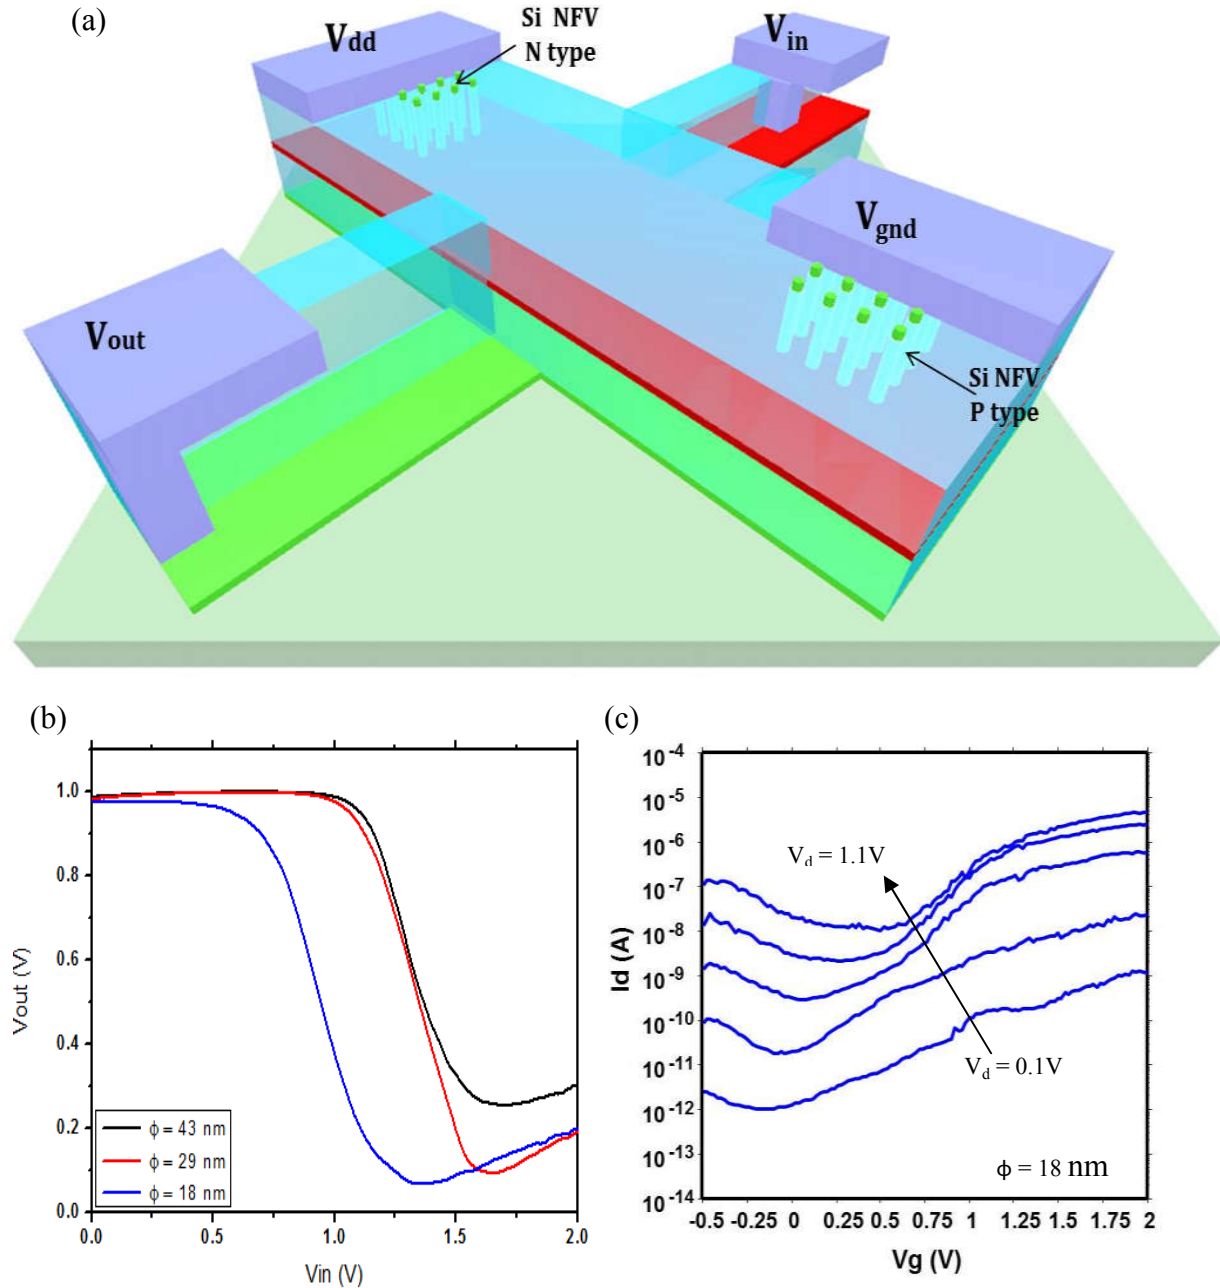 (a)
Vdd
Si NFV
N type
Vin
Vgnd
Vout
Si NFV
P type
(b)
1.0
0.8
0.6
0.4
0.2
0.0
Vout (V)
ϕ = 43 nm
ϕ = 29 nm
ϕ = 18 nm
0.0 0.5 1.0 1.5 2.0
Vin (V)
(c)
10-4
10-5
10-6
10-7
10-8
10-9
10-10
10-11
10-12
10-13
10-14
Id (A)
Vd = 1.1V
Vd = 0.1V
ϕ = 18 nm
-0.5 -0.25 0 0.25 0.5 0.75 1 1.25 1.5 1.75 2
Vg (V)